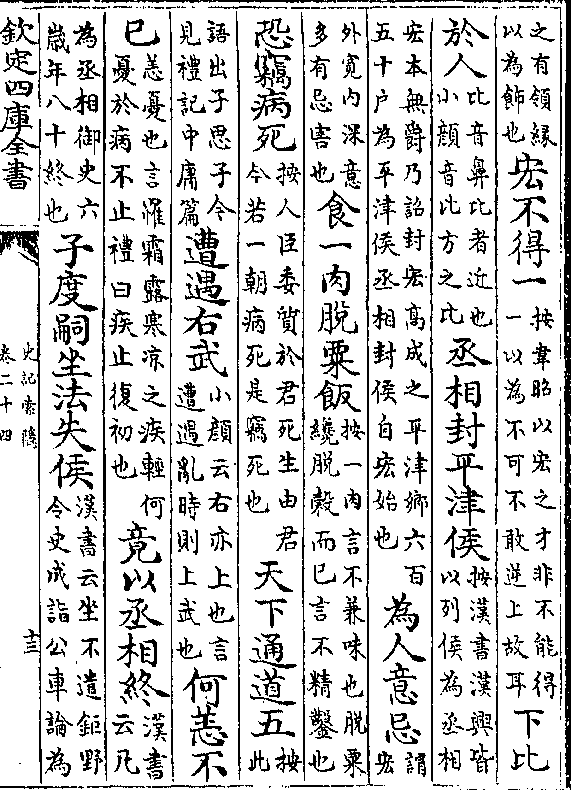 之有領緣以為飾也宏不得一按韋昭以宏之才非不能得一以為不可不敢逆上故耳下比
於人比音鼻比者近也小顔音比方之比丞相封平津侯按漢書漢興皆以列侯為丞相
宏本無爵乃詔封宏髙成之平津鄉六百五十户為平津侯丞相封侯自宏始也為人意忌謂宏
外寛内深意多有忌害也食一肉脫粟飯按一肉言不兼味也脫粟纔脫榖而已言不精鑿也
恐竊病死按人臣委質於君死生由君今若一朝病死是竊死也天下通道五按此
語出子思子今見禮記中庸篇遭遇右武小顔云右亦上也言遭遇亂時則上武也何恙不
已恙憂也言罹霜露寒凉之疾輕何憂於病不止禮曰疾止復初也竟以丞相終漢書云凡
為丞相御史六歲年八十終也子度嗣坐法失侯漢書云坐不遣鉅野令史成詣公車論為
欽定四庫全書
史記索隱
卷二十四
十三